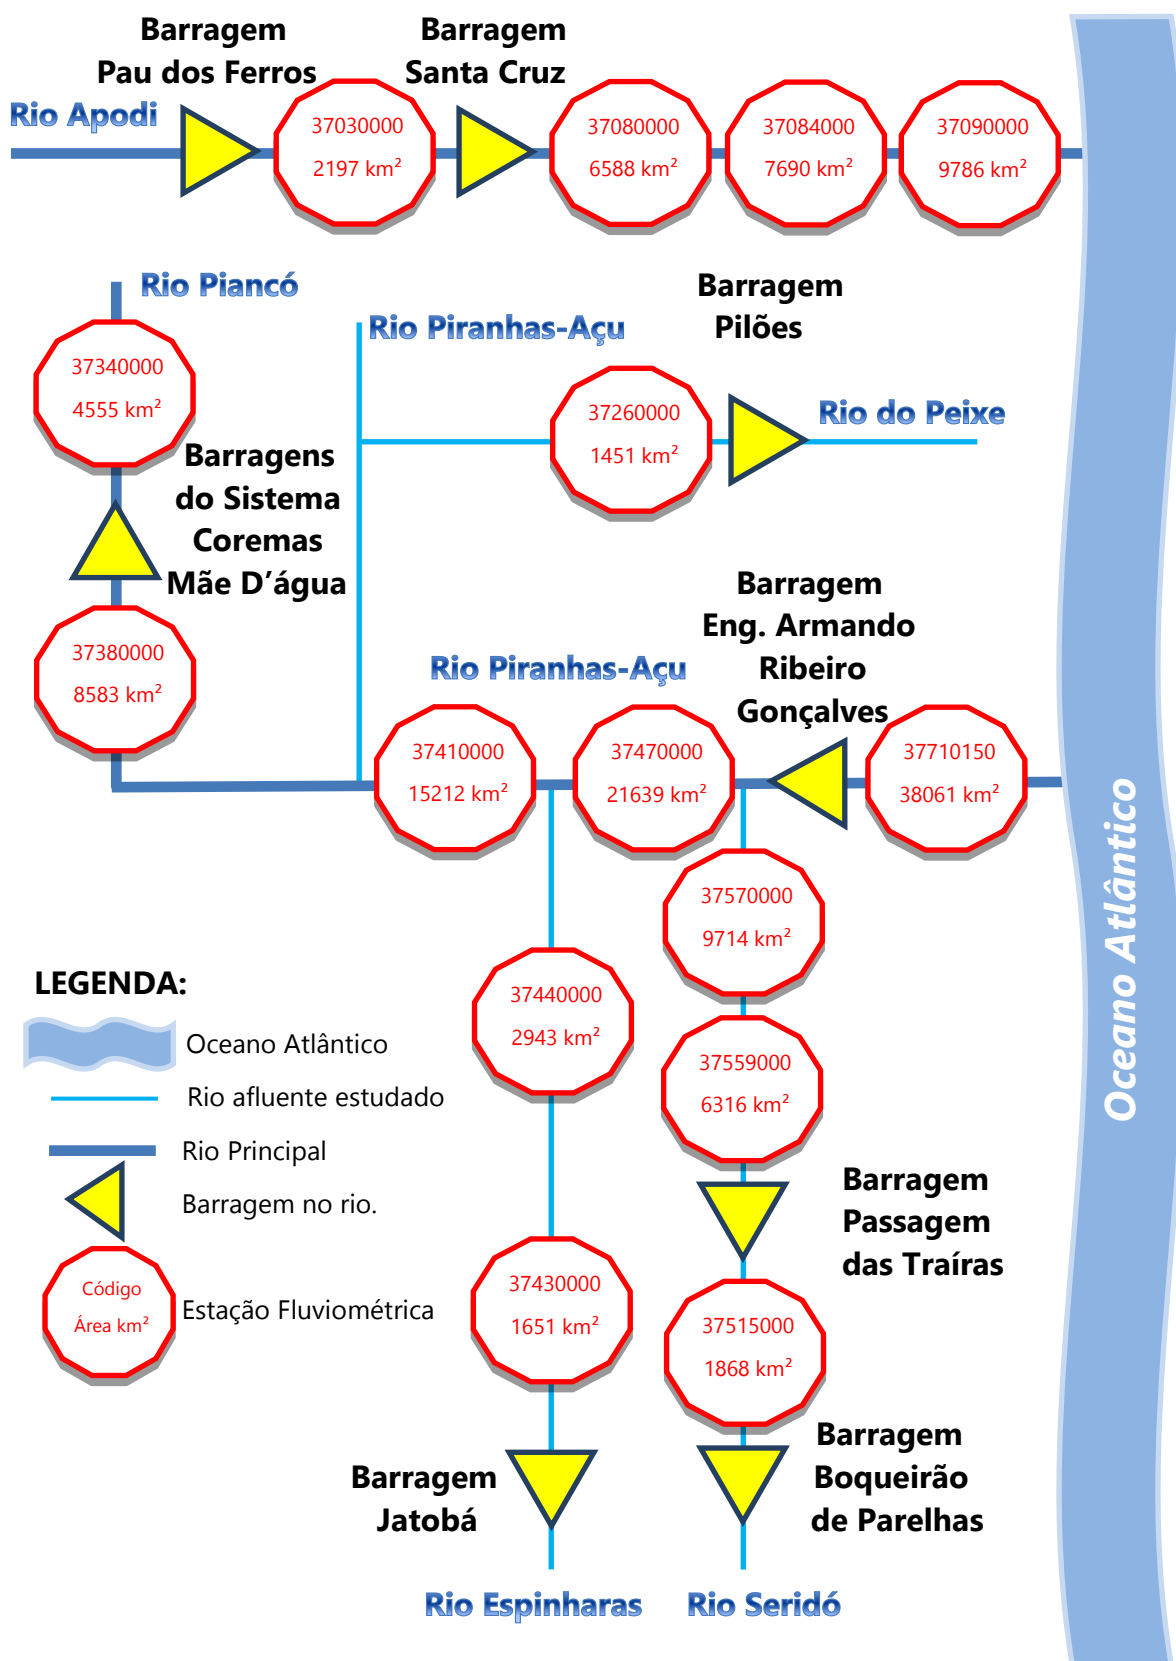 Barragem
Pau dos Ferros
Barragem
Santa Cruz
Rio Apodi
37030000
2197 km²
37080000
6588 km²
37084000
7690 km²
37090000
9786 km²
Rio Piancó
Rio Piranhas-Açu
Barragem
Pilões
37340000
4555 km²
37260000
1451 km²
Rio do Peixe
Barragens
do Sistema
Coremas
Mãe D’água
37380000
8583 km²
Rio Piranhas-Açu
Barragem
Eng. Armando
Ribeiro
Gonçalves
37410000
15212 km²
37470000
21639 km²
37710150
38061 km²
Oceano Atlântico
37570000
9714 km²
37440000
2943 km²
37559000
6316 km²
Barragem
Passagem
das Traíras
37430000
1651 km²
37515000
1868 km²
Barragem
Jatobá
Barragem
Boqueirão
de Parelhas
Rio Espinharas
Rio Seridó
LEGENDA:
Oceano Atlântico
Rio afluente estudado
Rio Principal
Barragem no rio.
Código
Área km²
Estação Fluviométrica